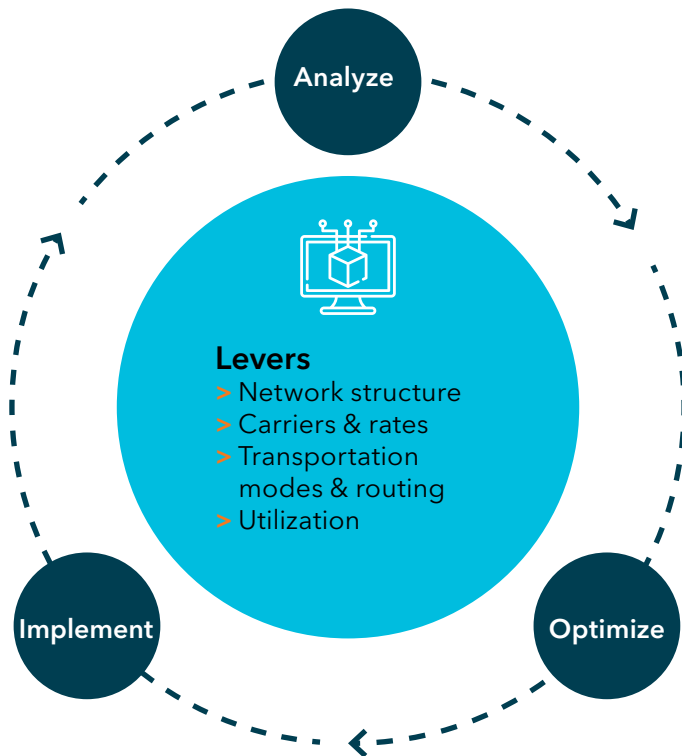 Analyze
Levers
> Network structure
> Carriers & rates
> Transportation
modes & routing
> Utilization
Implement
Optimize